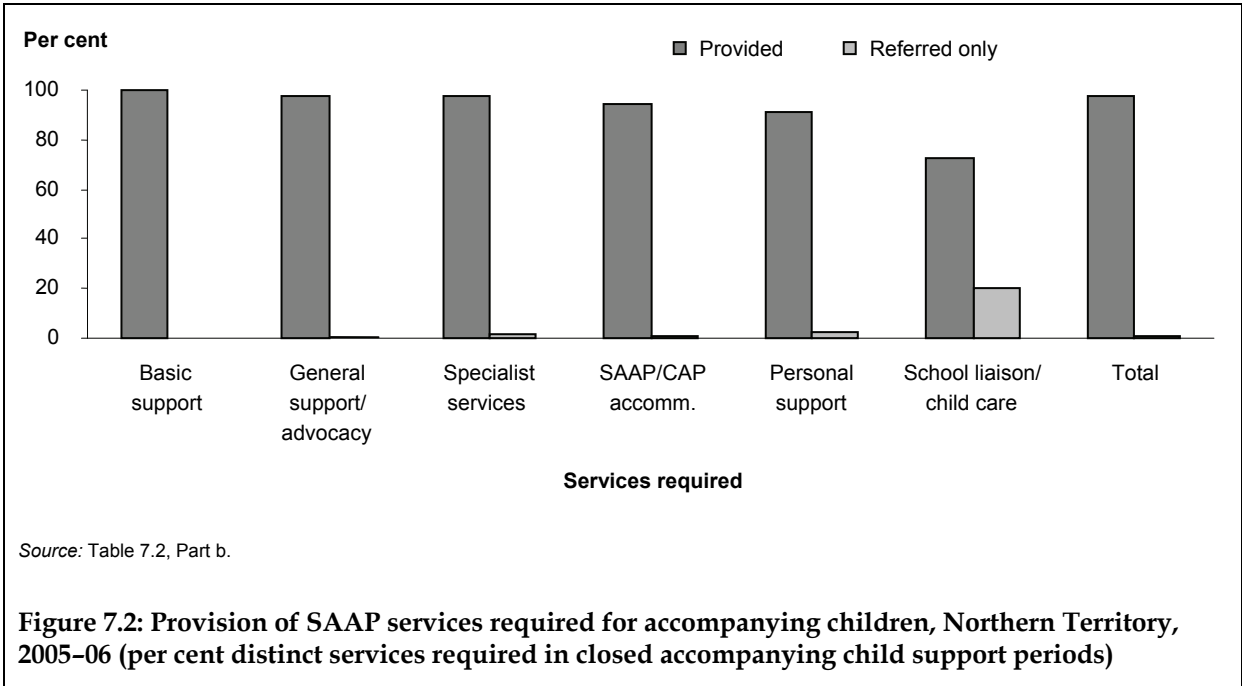 Per cent
Provided Referred only
100
80
60
40
20
0
Basic support
General support/ advocacy
Specialist services
SAAP/CAP accomm.
Personal support
School liaison/ child care
Total
Services required
Source: Table 7.2, Part b.
Figure 7.2: Provision of SAAP services required for accompanying children, Northern Territory,
2005–06 (per cent distinct services required in closed accompanying child support periods)